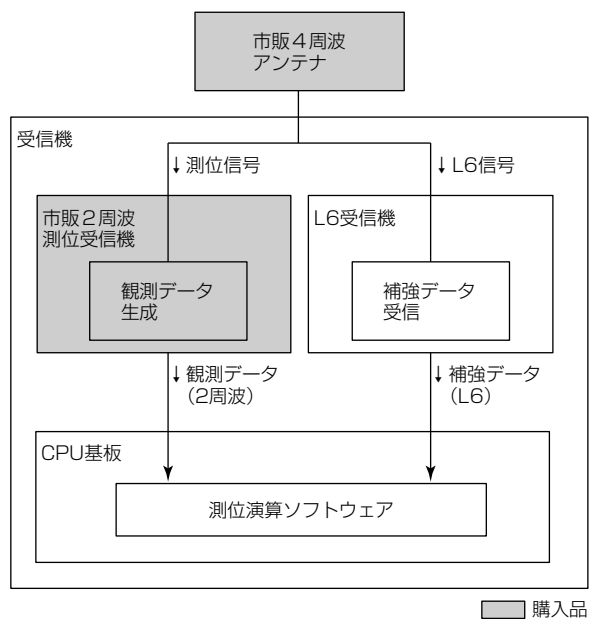 市販4周波
アンテナ
受信機
↓測位信号
↓L6信号
市販2周波
測位受信機
L6受信機
観測データ
生成
補強データ
受信
↓観測データ
(2周波)
↓補強データ
(L6)
CPU基板
測位演算ソフトウェア
購入品